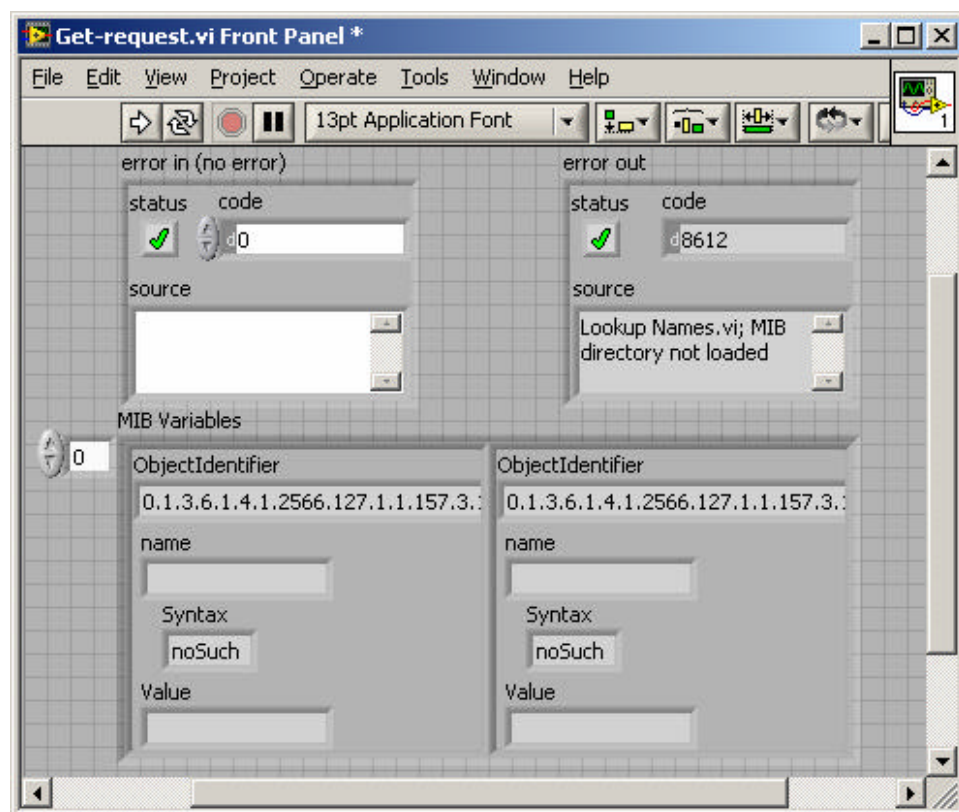 Get-request.vi Front Panel *
File Edit View Project Operate Tools Window Help
13pt Application Font
1
error in (no error)
status code
d0
source
error out
status code
d8612
source
Lookup Names.vi; MIB
directory not loaded
MIB Variables
0
ObjectIdentifier
0.1.3.6.1.4.1.2566.127.1.1.157.3.
name
Syntax
noSuch
Value
ObjectIdentifier
0.1.3.6.1.4.1.2566.127.1.1.157.3.
name
Syntax
noSuch
Value